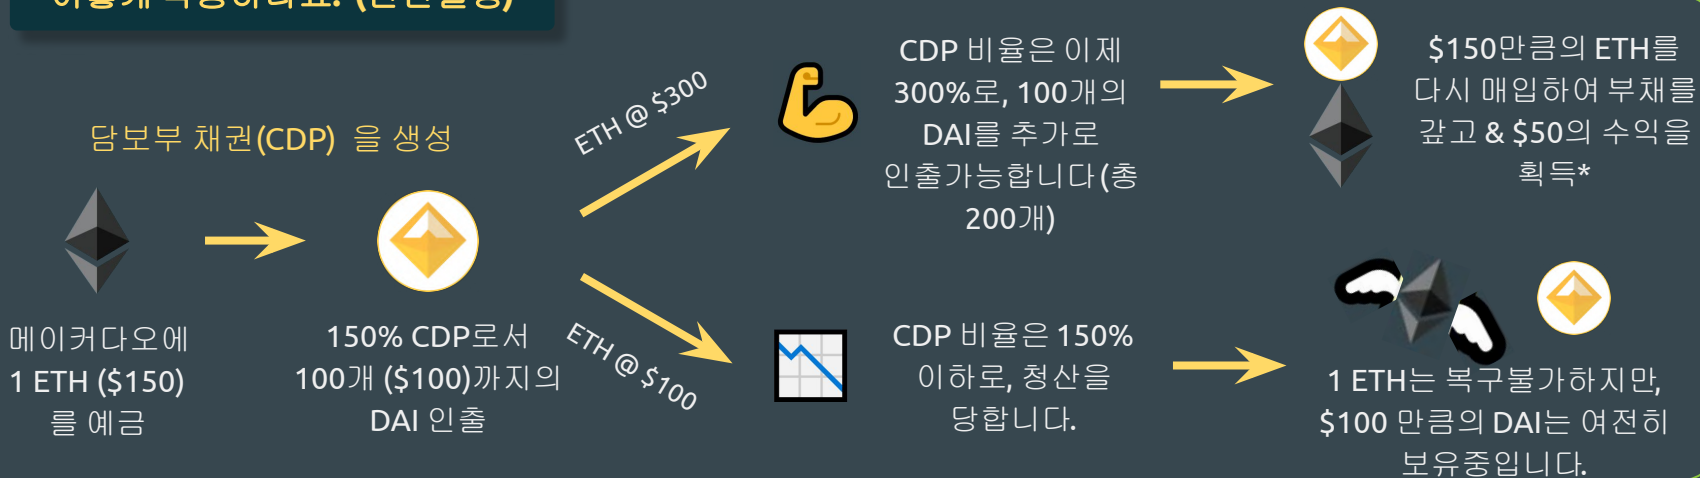 담보부 채권(CDP) 을 생성
메이커다오에
1 ETH ($150)
를 예금
150% CDP로서
100개 ($100)까지의
DAI 인출
ETH @ $300
CDP 비율은 이제
300%로, 100개의
DAI를 추가로
인출가능합니다 (총
200개)
$150만큼의 ETH를
다시 매입하여 부채를
갚고 & $50의 수익을
획득*
ETH @ $100
CDP 비율은 150%
이하로, 청산을
당합니다.
1 ETH는 복구불가하지만,
$100 만큼의 DAI는 여전히
보유중입니다.